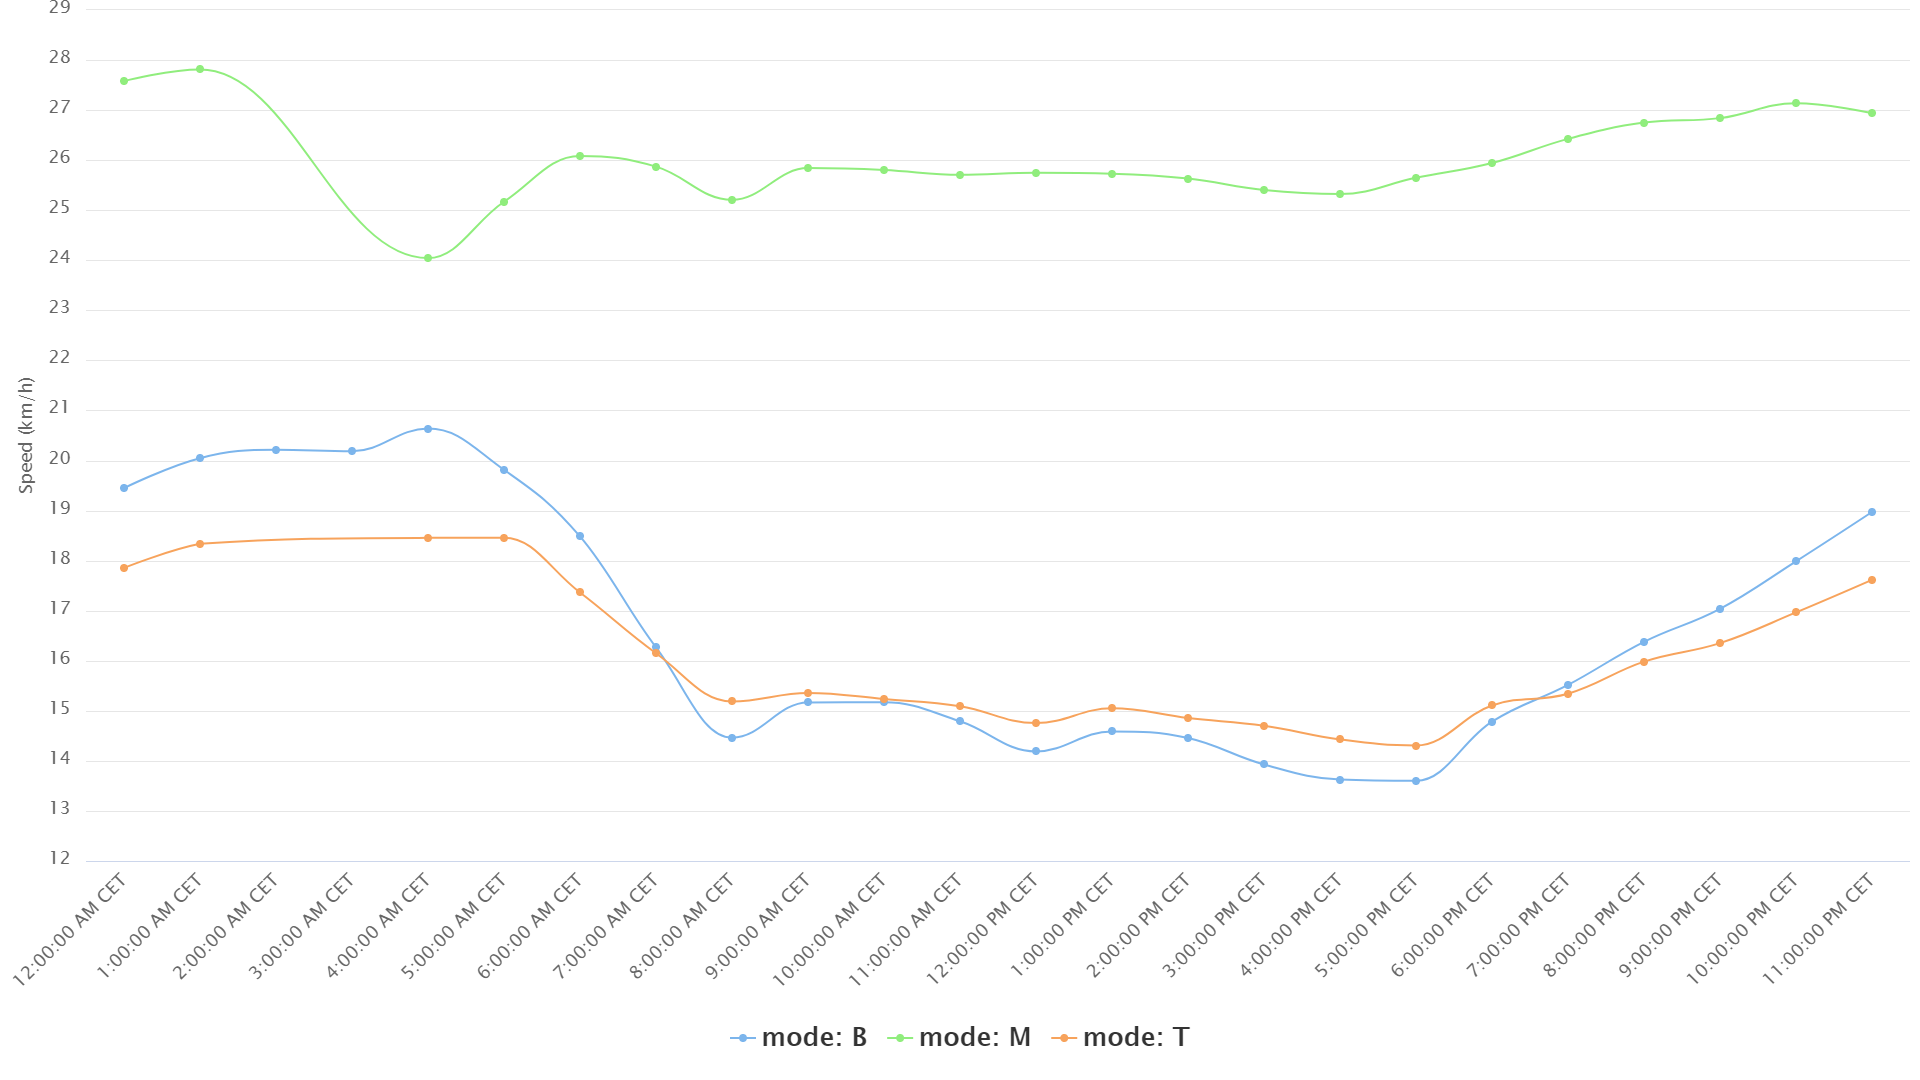 29
28
27
26
25
24
23
22
21
20
19
18
17
16
15
14
13
12
Speed (km/h)
12:00:00 AM CET
1:00:00 AM CET
2:00:00 AM CET
3:00:00 AM CET
4:00:00 AM CET
5:00:00 AM CET
6:00:00 AM CET
7:00:00 AM CET
8:00:00 AM CET
9:00:00 AM CET
10:00:00 AM CET
11:00:00 AM CET
12:00:00 PM CET
1:00:00 PM CET
2:00:00 PM CET
3:00:00 PM CET
4:00:00 PM CET
5:00:00 PM CET
6:00:00 PM CET
7:00:00 PM CET
8:00:00 PM CET
9:00:00 PM CET
10:00:00 PM CET
11:00:00 PM CET
mode: B mode: M mode: T